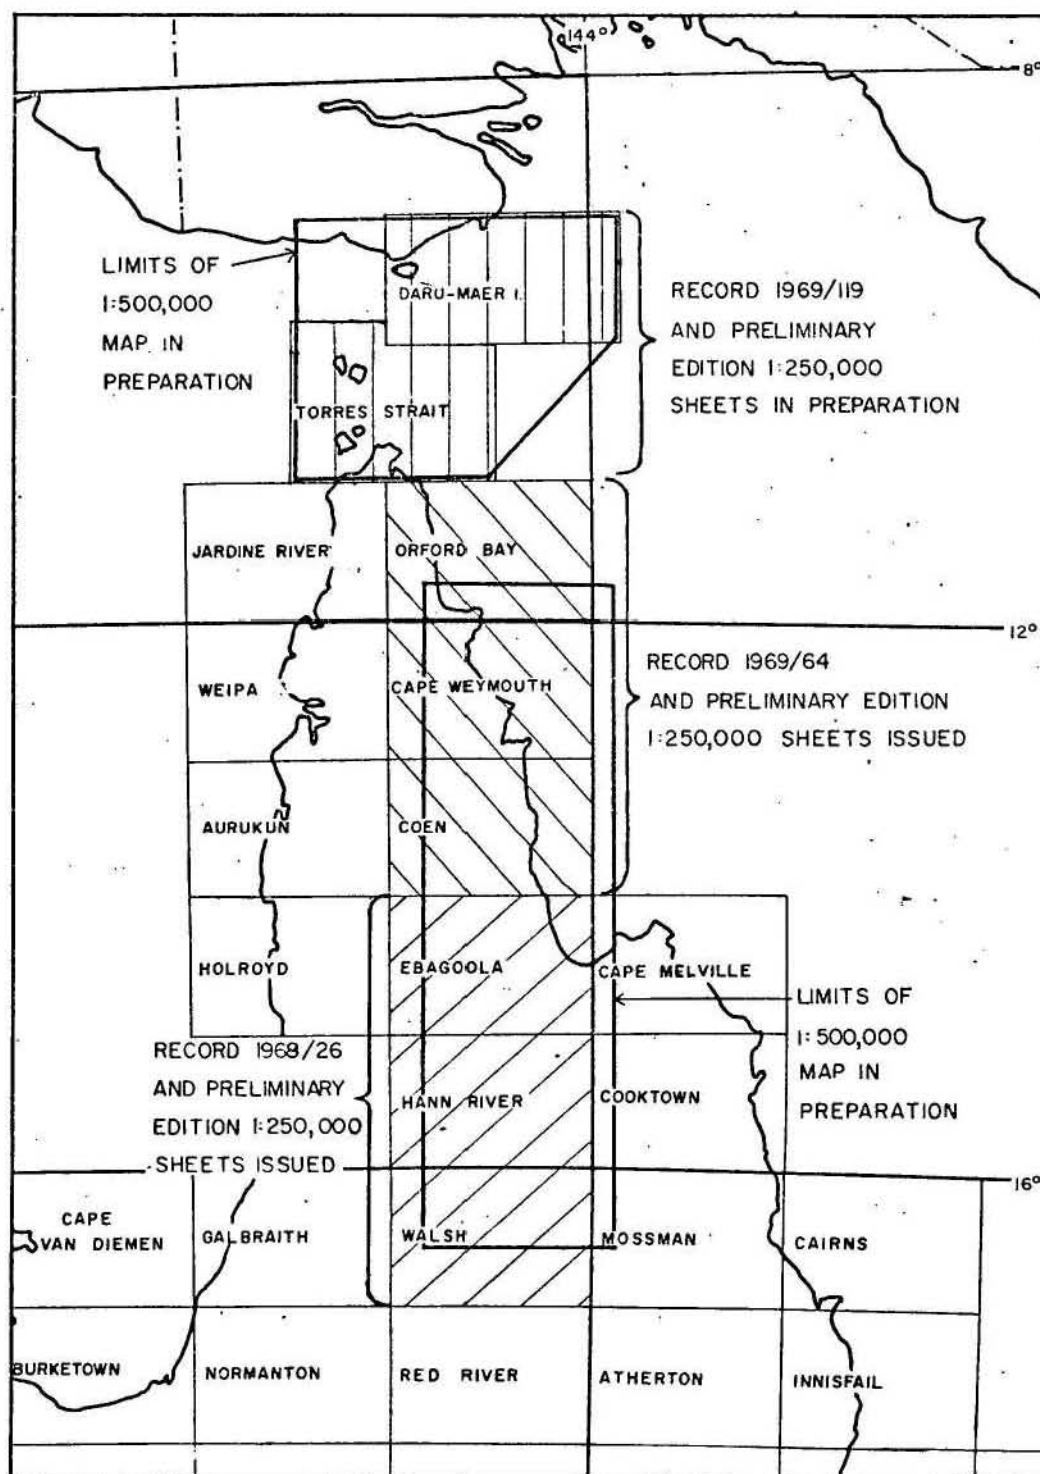 144°
8°
LIMITS OF
1:500,000
MAP IN
PREPARATION
DARU-MAER I.
RECORD 1969/119
AND PRELIMINARY
EDITION 1:250,000
SHEETS IN PREPARATION
TORRES STRAIT
JARDINE RIVER
ORFORD BAY
12°
WEIPA
CAPE WEYMOUTH
RECORD 1969/64
AND PRELIMINARY EDITION
1:250,000 SHEETS ISSUED
AURUKUN
COEN
HOLROYD
EBAGOOLA
CAPE MELVILLE
LIMITS OF
1:500,000
MAP IN
PREPARATION
RECORD 1968/26
AND PRELIMINARY
EDITION 1:250,000
SHEETS ISSUED
HANN RIVER
COOKTOWN
16°
CAPE
VAN DIEMEN
GALBRAITH
WALSH
MOSSMAN
CAIRNS
BURKETOWN
NORMANTON
RED RIVER
ATHERTON
INNISFAIL